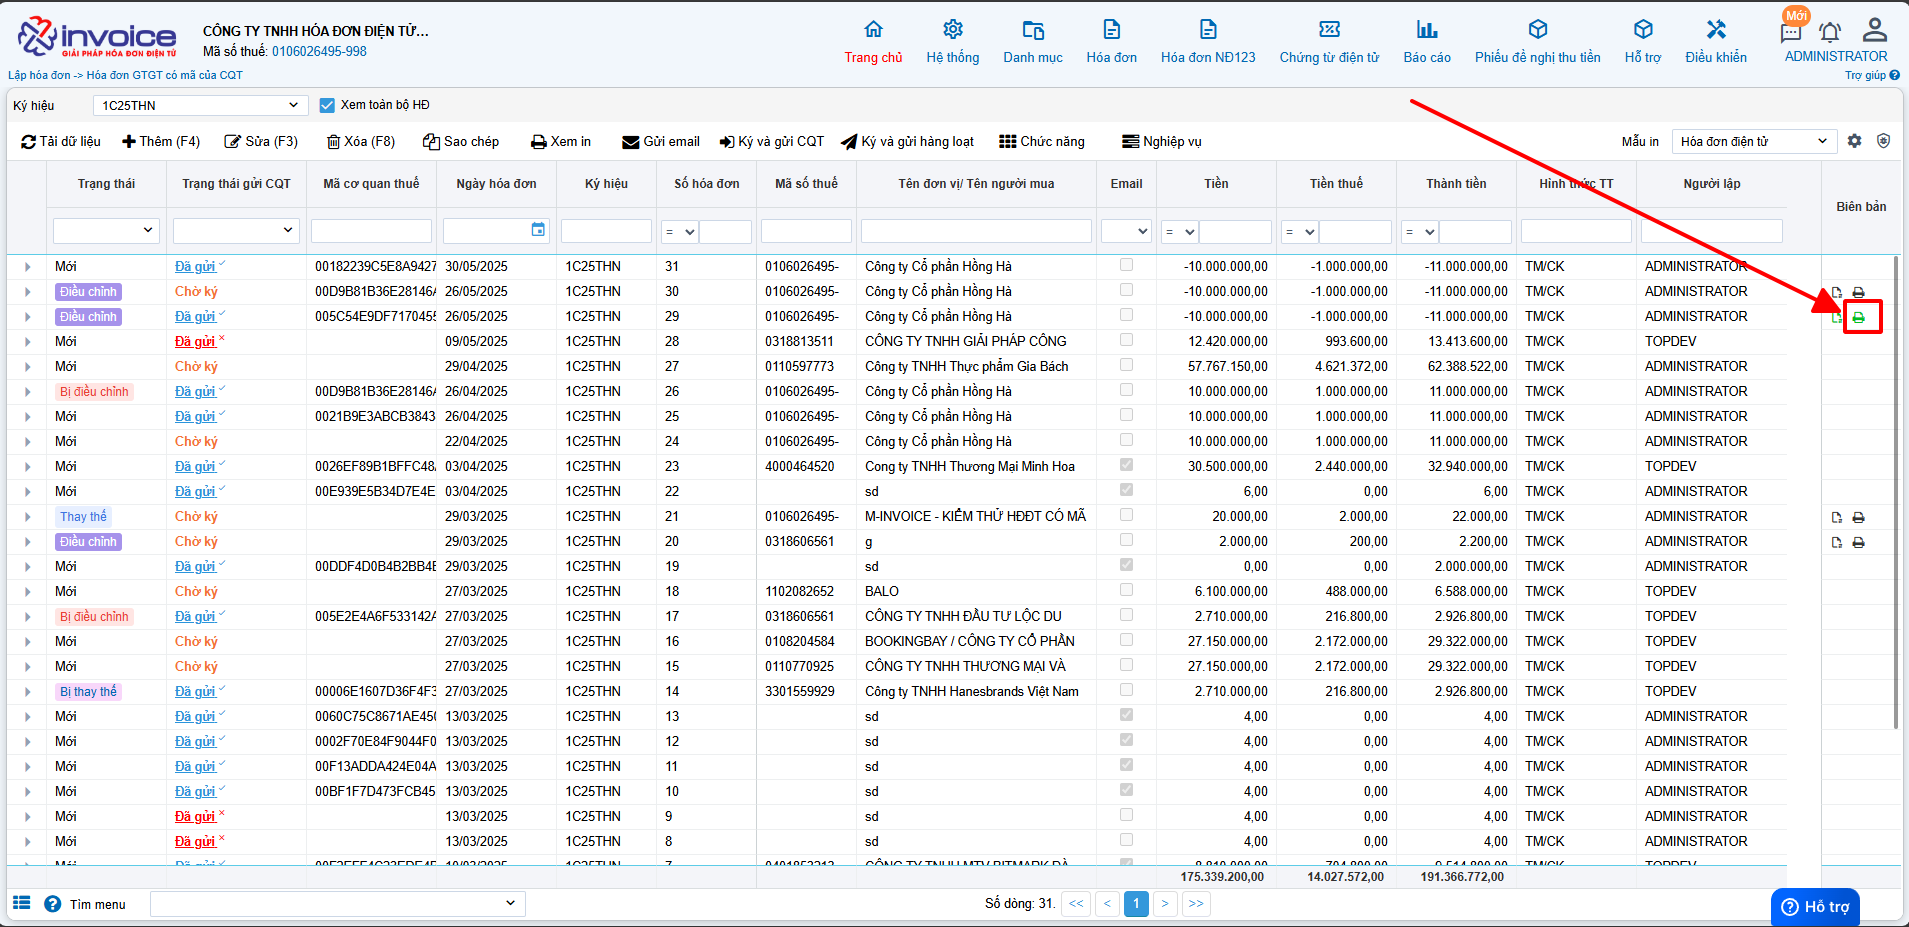 invoice
GIẢI PHÁP HÓA ĐƠN ĐIỆN TỬ
CÔNG TY TNHH HÓA ĐƠN ĐIỆN TỬ...
Mã số thuế: 0106026495-998
Trang chủ Hệ thống Danh mục Hóa đơn Hóa đơn NĐ123 Chứng từ điện tử Báo cáo Phiếu đề nghị thu tiền Hỗ trợ Điều khiển
Mới
ADMINISTRATOR
Trợ giúp ?
Lập hóa đơn -> Hóa đơn GTGT có mã của CQT
Ký hiệu 1C25THN Xem toàn bộ HĐ
Tải dữ liệu Thêm (F4) Sửa (F3) Xóa (F8) Sao chép Xem in Gửi email Ký và gửi CQT Ký và gửi hàng loạt Chức năng Nghiệp vụ Mẫu in Hóa đơn điện tử
Trạng thái Trạng thái gửi CQT Mã cơ quan thuế Ngày hóa đơn Ký hiệu Số hóa đơn Mã số thuế Tên đơn vị/ Tên người mua Email Tiền Tiền thuế Thành tiền Hình thức TT Người lập Biên bản
= = = =
Mới Đã gửi 00182239C5E8A9427 30/05/2025 1C25THN 31 0106026495- Công ty Cổ phần Hồng Hà -10.000.000,00 -1.000.000,00 -11.000.000,00 TM/CK ADMINISTRATOR
Điều chỉnh Chờ ký 00D9B81B36E28146A 26/05/2025 1C25THN 30 0106026495- Công ty Cổ phần Hồng Hà -10.000.000,00 -1.000.000,00 -11.000.000,00 TM/CK ADMINISTRATOR
Điều chỉnh Đã gửi 005C54E9DF7170455 26/05/2025 1C25THN 29 0106026495- Công ty Cổ phần Hồng Hà -10.000.000,00 -1.000.000,00 -11.000.000,00 TM/CK ADMINISTRATOR
Mới Đã gửi 09/05/2025 1C25THN 28 0318813511 CÔNG TY TNHH GIẢI PHÁP CÔNG 12.420.000,00 993.600,00 13.413.600,00 TM/CK TOPDEV
Mới Chờ ký 29/04/2025 1C25THN 27 0110597773 Công ty TNHH Thực phẩm Gia Bách 57.767.150,00 4.621.372,00 62.388.522,00 TM/CK ADMINISTRATOR
Bị điều chỉnh Đã gửi 00D9B81B36E28146A 26/04/2025 1C25THN 26 0106026495- Công ty Cổ phần Hồng Hà 10.000.000,00 1.000.000,00 11.000.000,00 TM/CK ADMINISTRATOR
Mới Đã gửi 0021B9E3ABCB3843 26/04/2025 1C25THN 25 0106026495- Công ty Cổ phần Hồng Hà 10.000.000,00 1.000.000,00 11.000.000,00 TM/CK ADMINISTRATOR
Mới Chờ ký 22/04/2025 1C25THN 24 0106026495- Công ty Cổ phần Hồng Hà 10.000.000,00 1.000.000,00 11.000.000,00 TM/CK ADMINISTRATOR
Mới Đã gửi 0026EF89B1BFFC48 03/04/2025 1C25THN 23 4000464520 Cong ty TNHH Thương Mại Minh Hoa 30.500.000,00 2.440.000,00 32.940.000,00 TM/CK TOPDEV
Mới Đã gửi 00E939E5B34D7E4E 03/04/2025 1C25THN 22 sd 6,00 0,00 6,00 TM/CK ADMINISTRATOR
Thay thế Chờ ký 29/03/2025 1C25THN 21 0106026495- M-INVOICE - KIỂM THỬ HĐĐT CÓ MÃ 20.000,00 2.000,00 22.000,00 TM/CK ADMINISTRATOR
Điều chỉnh Chờ ký 29/03/2025 1C25THN 20 0318606561 g 2.000,00 200,00 2.200,00 TM/CK ADMINISTRATOR
Mới Đã gửi 00DDF4D0B4B2BB4E 29/03/2025 1C25THN 19 sd 0,00 0,00 2.000.000,00 TM/CK ADMINISTRATOR
Mới Chờ ký 27/03/2025 1C25THN 18 1102082652 BALO 6.100.000,00 488.000,00 6.588.000,00 TM/CK TOPDEV
Bị điều chỉnh Đã gửi 005E2E4A6F533142A 27/03/2025 1C25THN 17 0318606561 CÔNG TY TNHH ĐẦU TƯ LỘC DU 2.710.000,00 216.800,00 2.926.800,00 TM/CK TOPDEV
Mới Chờ ký 27/03/2025 1C25THN 16 0108204584 BOOKINGBAY / CÔNG TY CỔ PHẦN 27.150.000,00 2.172.000,00 29.322.000,00 TM/CK TOPDEV
Mới Chờ ký 27/03/2025 1C25THN 15 0110770925 CÔNG TY TNHH THƯƠNG MẠI VÀ 27.150.000,00 2.172.000,00 29.322.000,00 TM/CK TOPDEV
Bị thay thế Đã gửi 00006E1607D36F4F3 27/03/2025 1C25THN 14 3301559929 Công ty TNHH Hanesbrands Việt Nam 2.710.000,00 216.800,00 2.926.800,00 TM/CK TOPDEV
Mới Đã gửi 0060C75C8671AE450 13/03/2025 1C25THN 13 sd 4,00 0,00 4,00 TM/CK ADMINISTRATOR
Mới Đã gửi 0002F70E84F9044F0 13/03/2025 1C25THN 12 sd 4,00 0,00 4,00 TM/CK ADMINISTRATOR
Mới Đã gửi 00F13ADDA424E04A 13/03/2025 1C25THN 11 sd 4,00 0,00 4,00 TM/CK ADMINISTRATOR
Mới Đã gửi 00BF1F7D473FCB45 13/03/2025 1C25THN 10 sd 4,00 0,00 4,00 TM/CK ADMINISTRATOR
Mới Đã gửi 13/03/2025 1C25THN 9 sd 4,00 0,00 4,00 TM/CK ADMINISTRATOR
Mới Đã gửi 13/03/2025 1C25THN 8 sd 4,00 0,00 4,00 TM/CK ADMINISTRATOR
175.339.200,00 14.027.572,00 191.366.772,00
? Tìm menu Số dòng: 31. << < 1 > >>
? Hỗ trợ